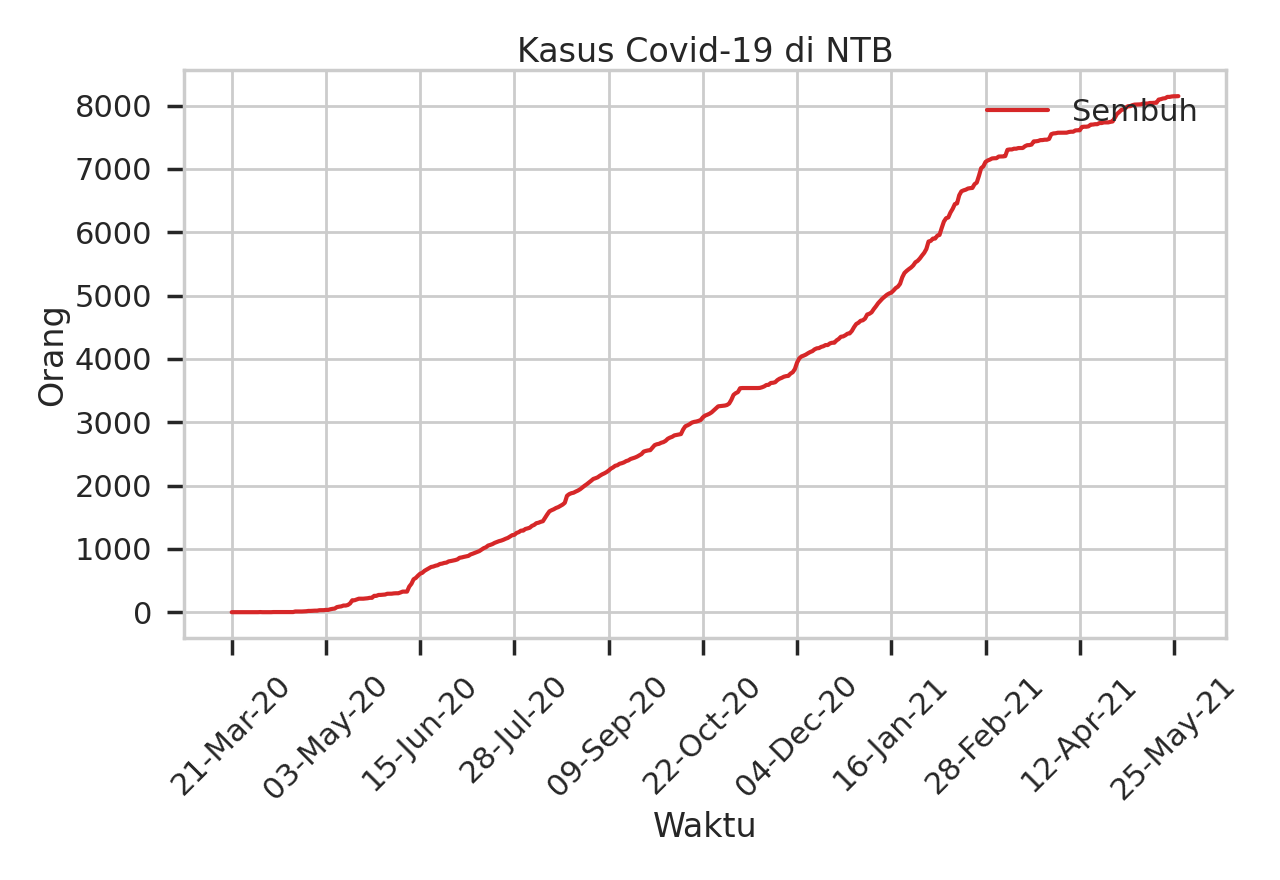 Kasus Covid-19 di NTB
Sembuh
8000
7000
6000
5000
4000
3000
2000
1000
0
Orang
21-Mar-20
03-May-20
15-Jun-20
28-Jul-20
09-Sep-20
22-Oct-20
04-Dec-20
16-Jan-21
28-Feb-21
12-Apr-21
25-May-21
Waktu